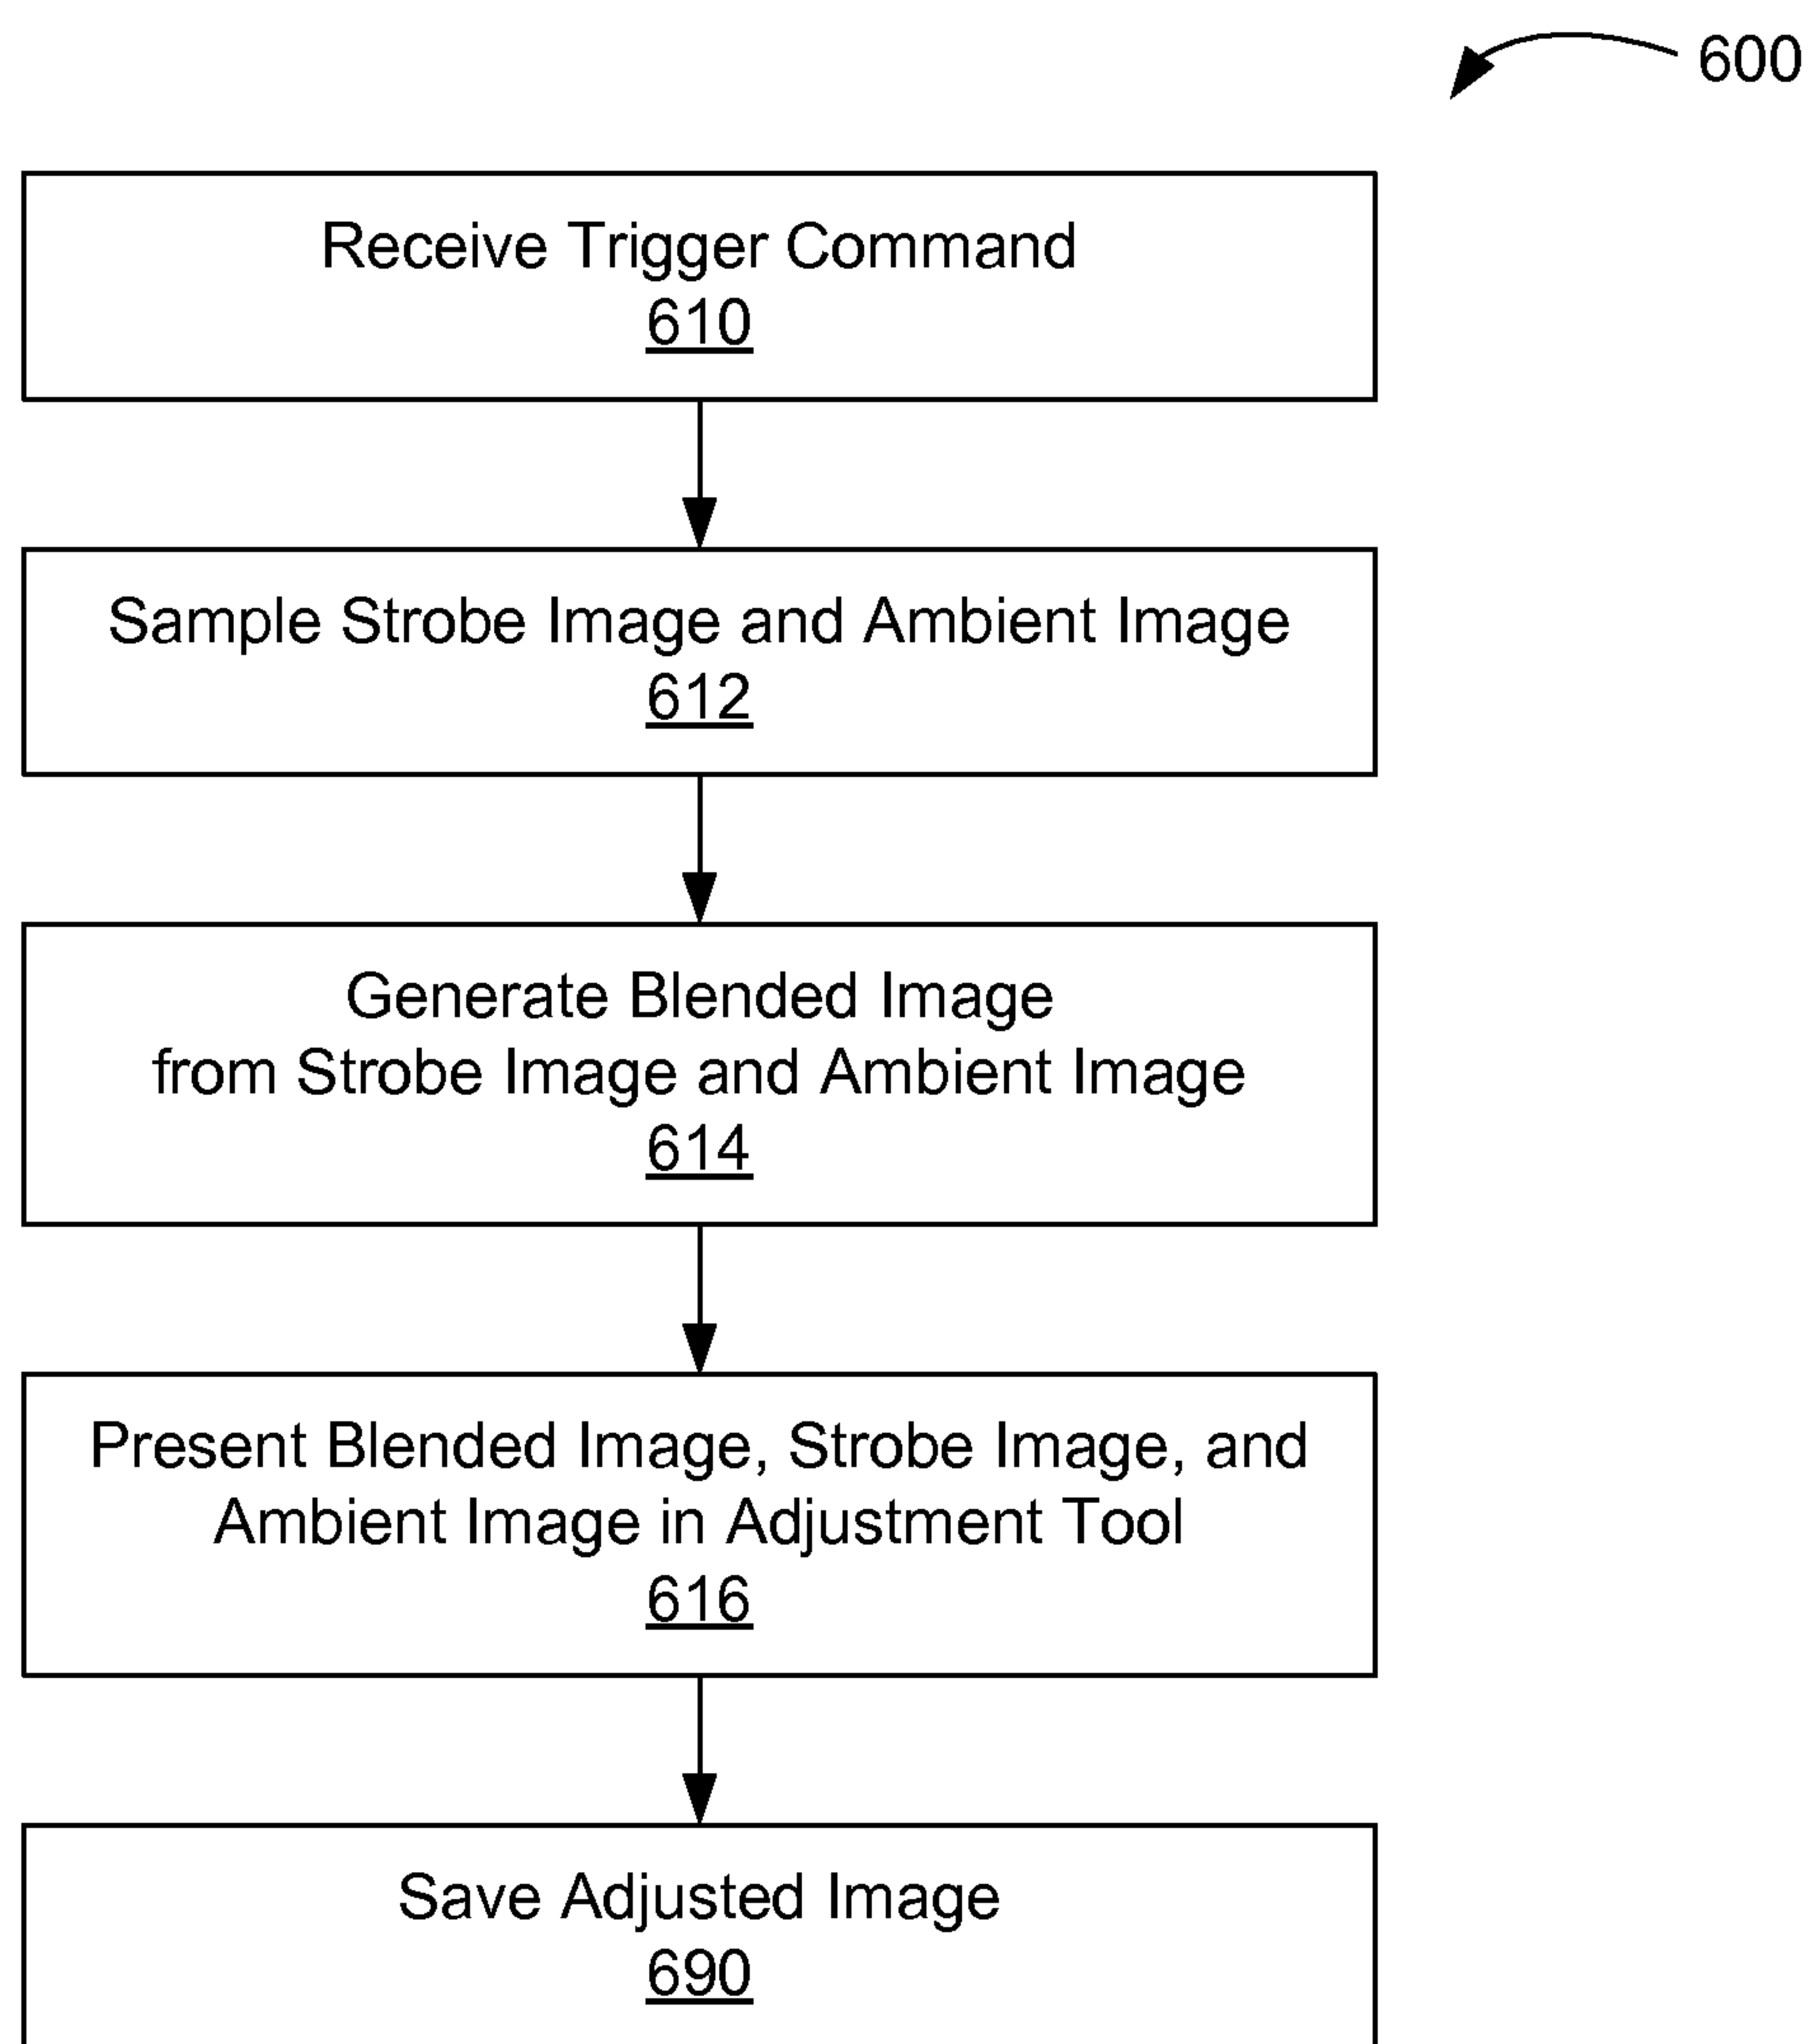 600
Receive Trigger Command
610
Sample Strobe Image and Ambient Image
612
Generate Blended Image
from Strobe Image and Ambient Image
614
Present Blended Image, Strobe Image, and
Ambient Image in Adjustment Tool
616
Save Adjusted Image
690